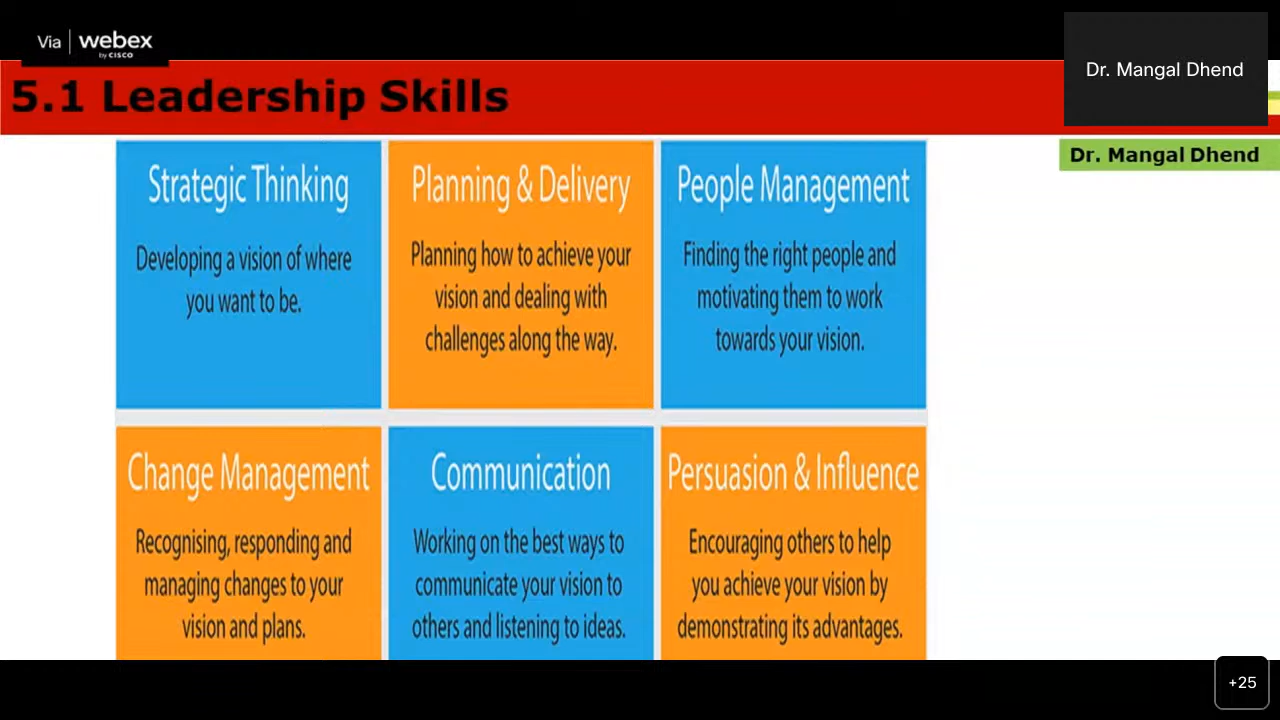 Via webex
by CISCO
Dr. Mangal Dhend
5.1 Leadership Skills
Dr. Mangal Dhend
Strategic Thinking
Developing a vision of where
you want to be.
Planning & Delivery
Planning how to achieve your
vision and dealing with
challenges along the way.
People Management
Finding the right people and
motivating them to work
towards your vision.
Change Management
Recognising, responding and
managing changes to your
vision and plans.
Communication
Working on the best ways to
communicate your vision to
others and listening to ideas.
Persuasion & Influence
Encouraging others to help
you achieve your vision by
demonstrating its advantages.
+25